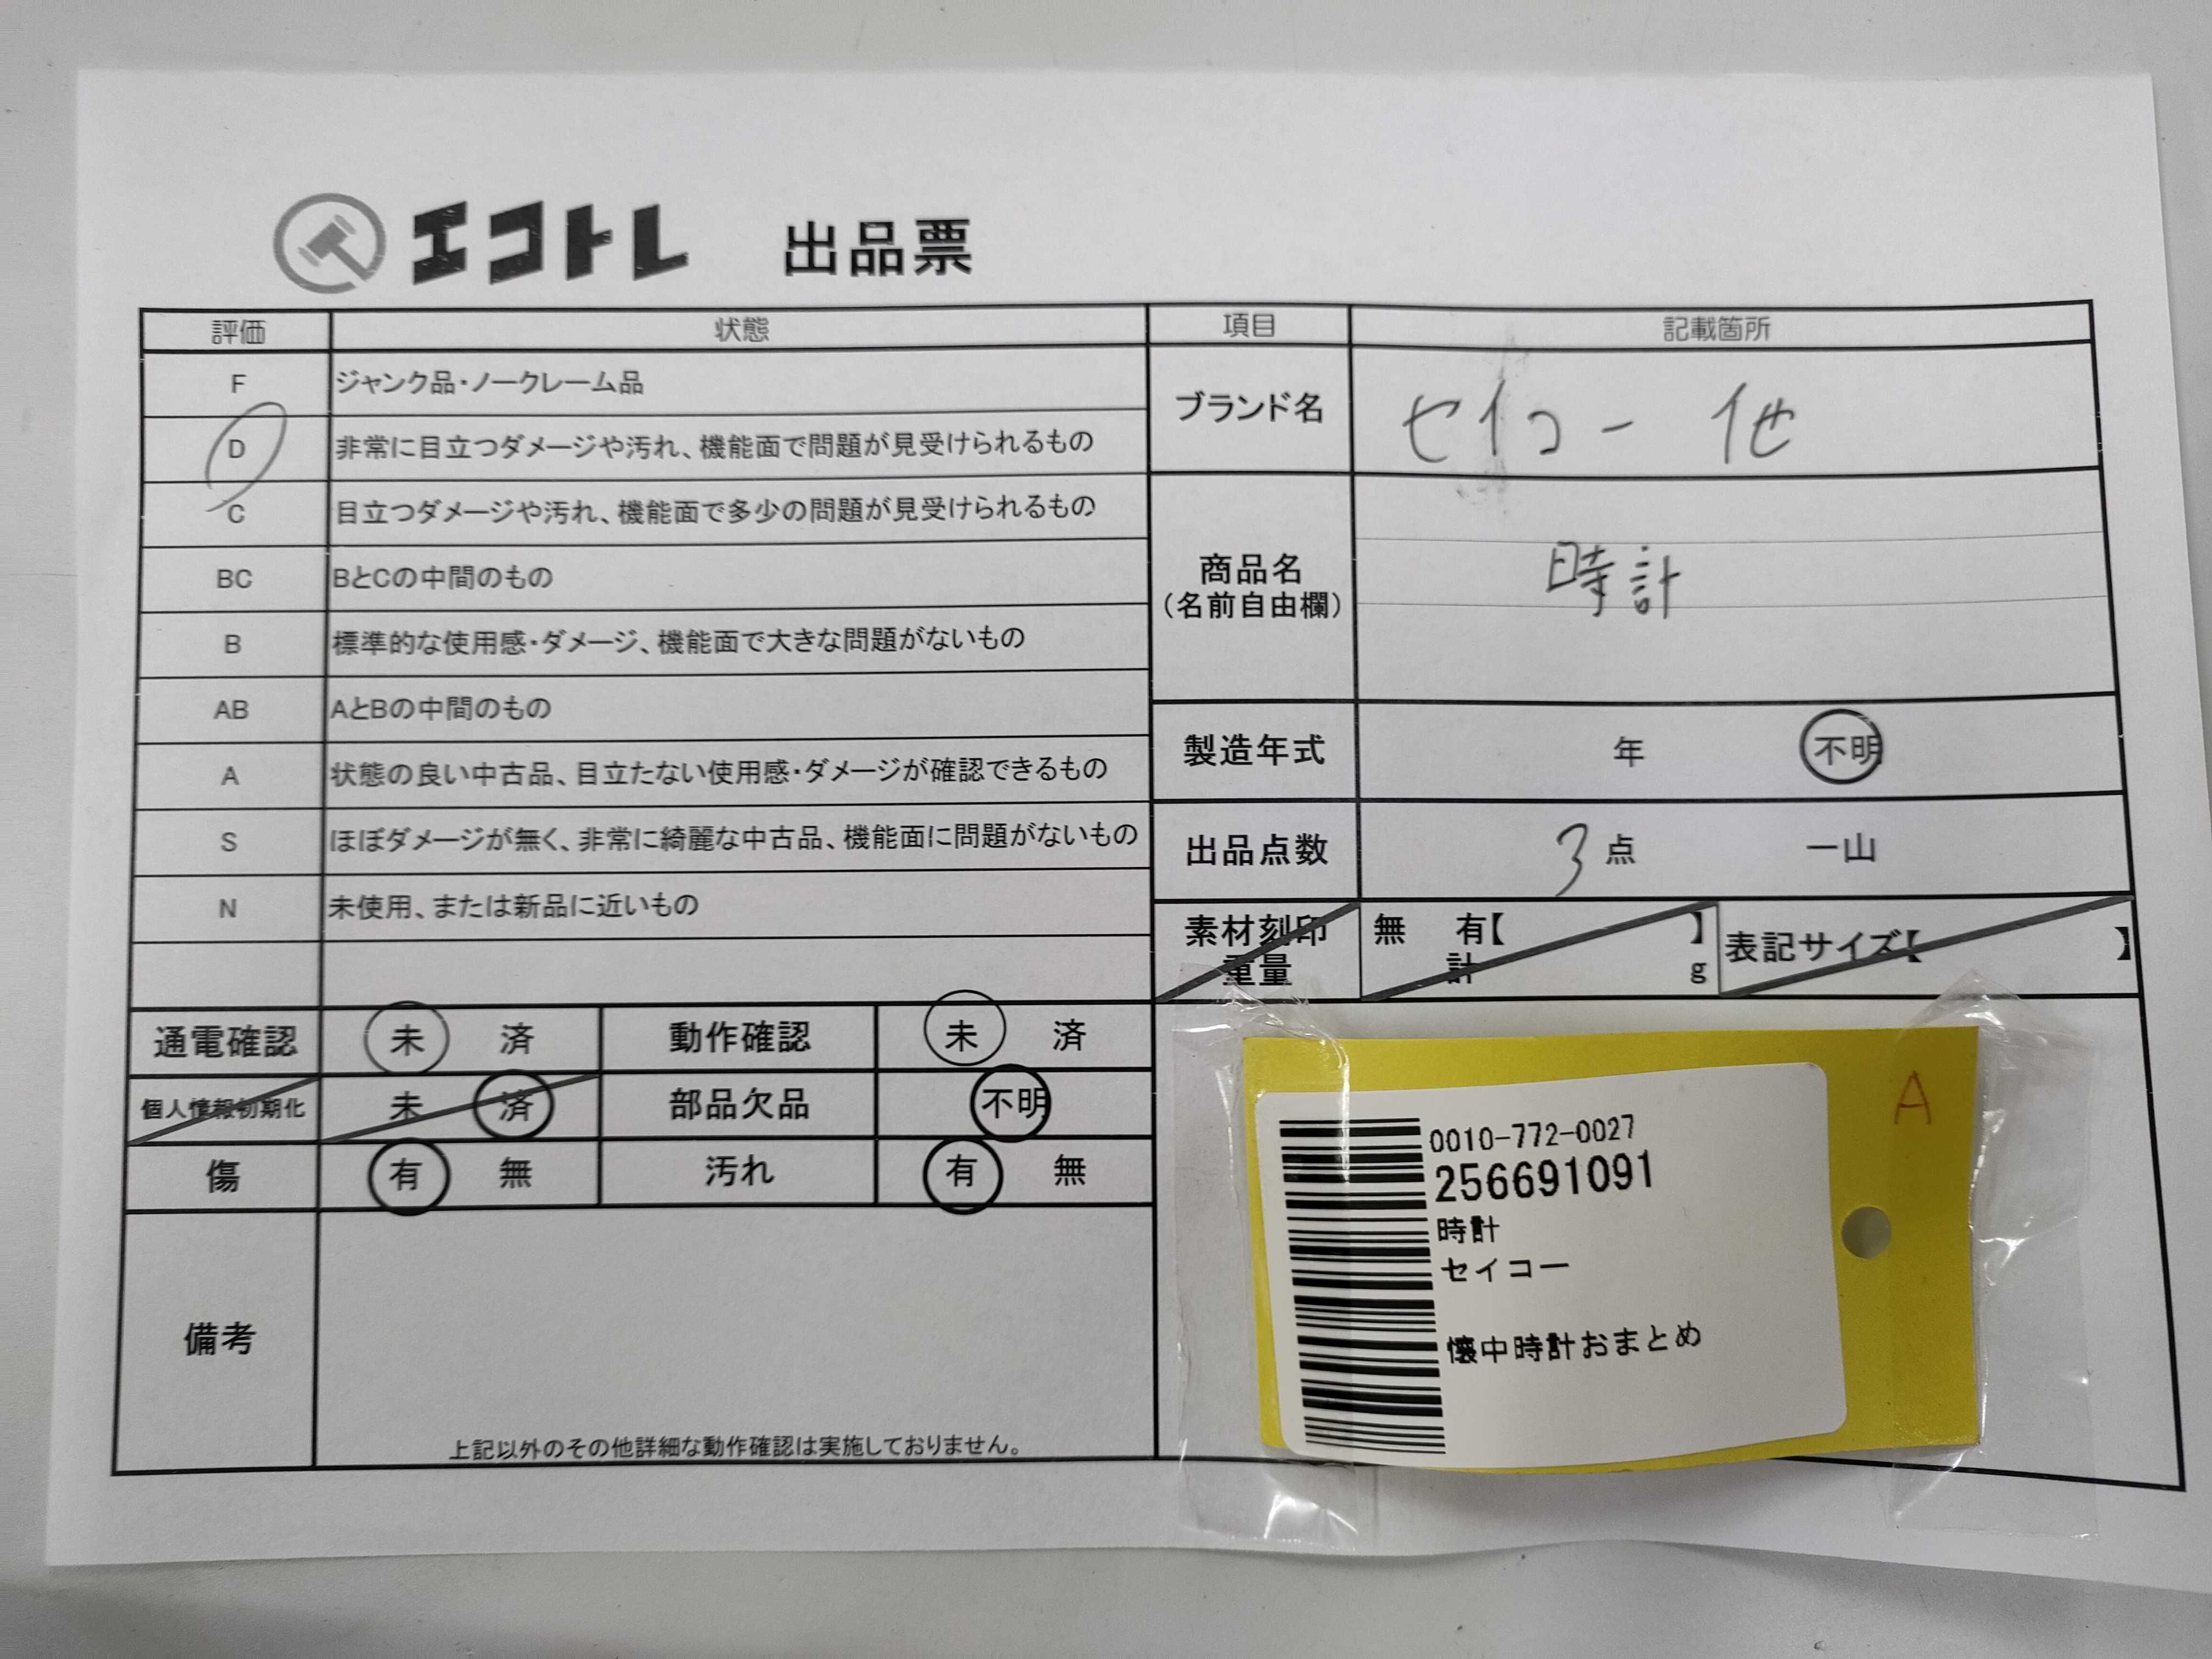 エコトレ 出品票
評価 状態 項目 記載箇所
F ジャンク品・ノークレーム品
D 非常に目立つダメージや汚れ、機能面で問題が見受けられるもの
C 目立つダメージや汚れ、機能面で多少の問題が見受けられるもの
BC BとCの中間のもの
B 標準的な使用感・ダメージ、機能面で大きな問題がないもの
AB AとBの中間のもの
A 状態の良い中古品、目立たない使用感・ダメージが確認できるもの
S ほぼダメージが無く、非常に綺麗な中古品、機能面に問題がないもの
N 未使用、または新品に近いもの
ブランド名 セイコー 他
商品名
(名前自由欄)
時計
製造年式 年 不明
出品点数 3点 一山
素材刻印 無 有【 】 表記サイズ【 】
重量 計 g
通電確認 未 済 動作確認 未 済
個人情報初期化 未 済 部品欠品 不明
傷 有 無 汚れ 有 無
備考
上記以外のその他詳細な動作確認は実施しておりません。
A
0010-772-0027
256691091
時計
セイコー
懐中時計おまとめ